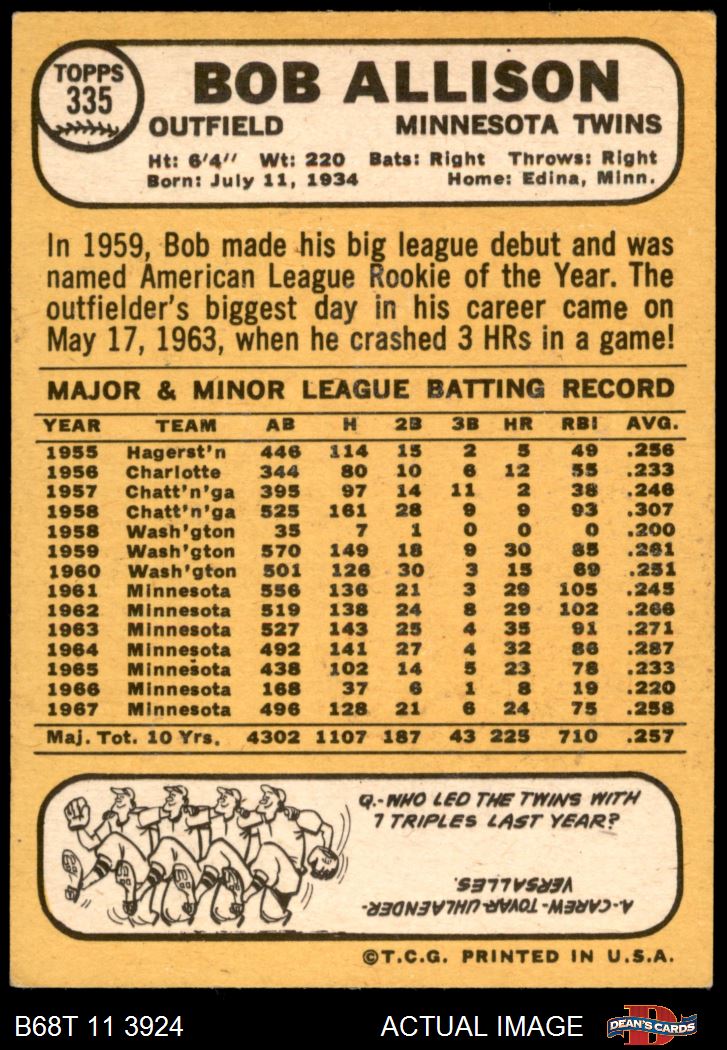 TOPPS
335
BOB ALLISON
OUTFIELD MINNESOTA TWINS
Ht: 6'4" Wt: 220 Bats: Right Throws: Right
Born: July 11, 1934 Home: Edina, Minn.
In 1959, Bob made his big league debut and was
named American League Rookie of the Year. The
outfielder's biggest day in his career came on
May 17, 1963, when he crashed 3 HRs in a game!
MAJOR & MINOR LEAGUE BATTING RECORD
YEAR TEAM AB H 2B 3B HR RBI AVG.
1955 Hagerst'n 446 114 15 2 5 49 .256
1956 Charlotte 344 80 10 6 12 55 .233
1957 Chatt'n'ga 395 97 14 11 2 38 .246
1958 Chatt'n'ga 525 161 28 9 9 93 .307
1958 Wash'gton 35 7 1 0 0 0 .200
1959 Wash'gton 570 149 18 9 30 85 .261
1960 Wash'gton 501 126 30 3 15 69 .251
1961 Minnesota 556 136 21 3 29 105 .245
1962 Minnesota 519 138 24 8 29 102 .266
1963 Minnesota 527 143 25 4 35 91 .271
1964 Minnesota 492 141 27 4 32 86 .287
1965 Minnesota 438 102 14 5 23 78 .233
1966 Minnesota 168 37 6 1 8 19 .220
1967 Minnesota 496 128 21 6 24 75 .258
Maj. Tot. 10 Yrs. 4302 1107 187 43 225 710 .257
Q.-WHO LED THE TWINS WITH
7 TRIPLES LAST YEAR?
A.-CAREW-TOVAR-UHLAENDER-
VERSALLES.
©T.C.G. PRINTED IN U.S.A.
B68T 11 3924 ACTUAL IMAGE
D
DEAN'S CARDS